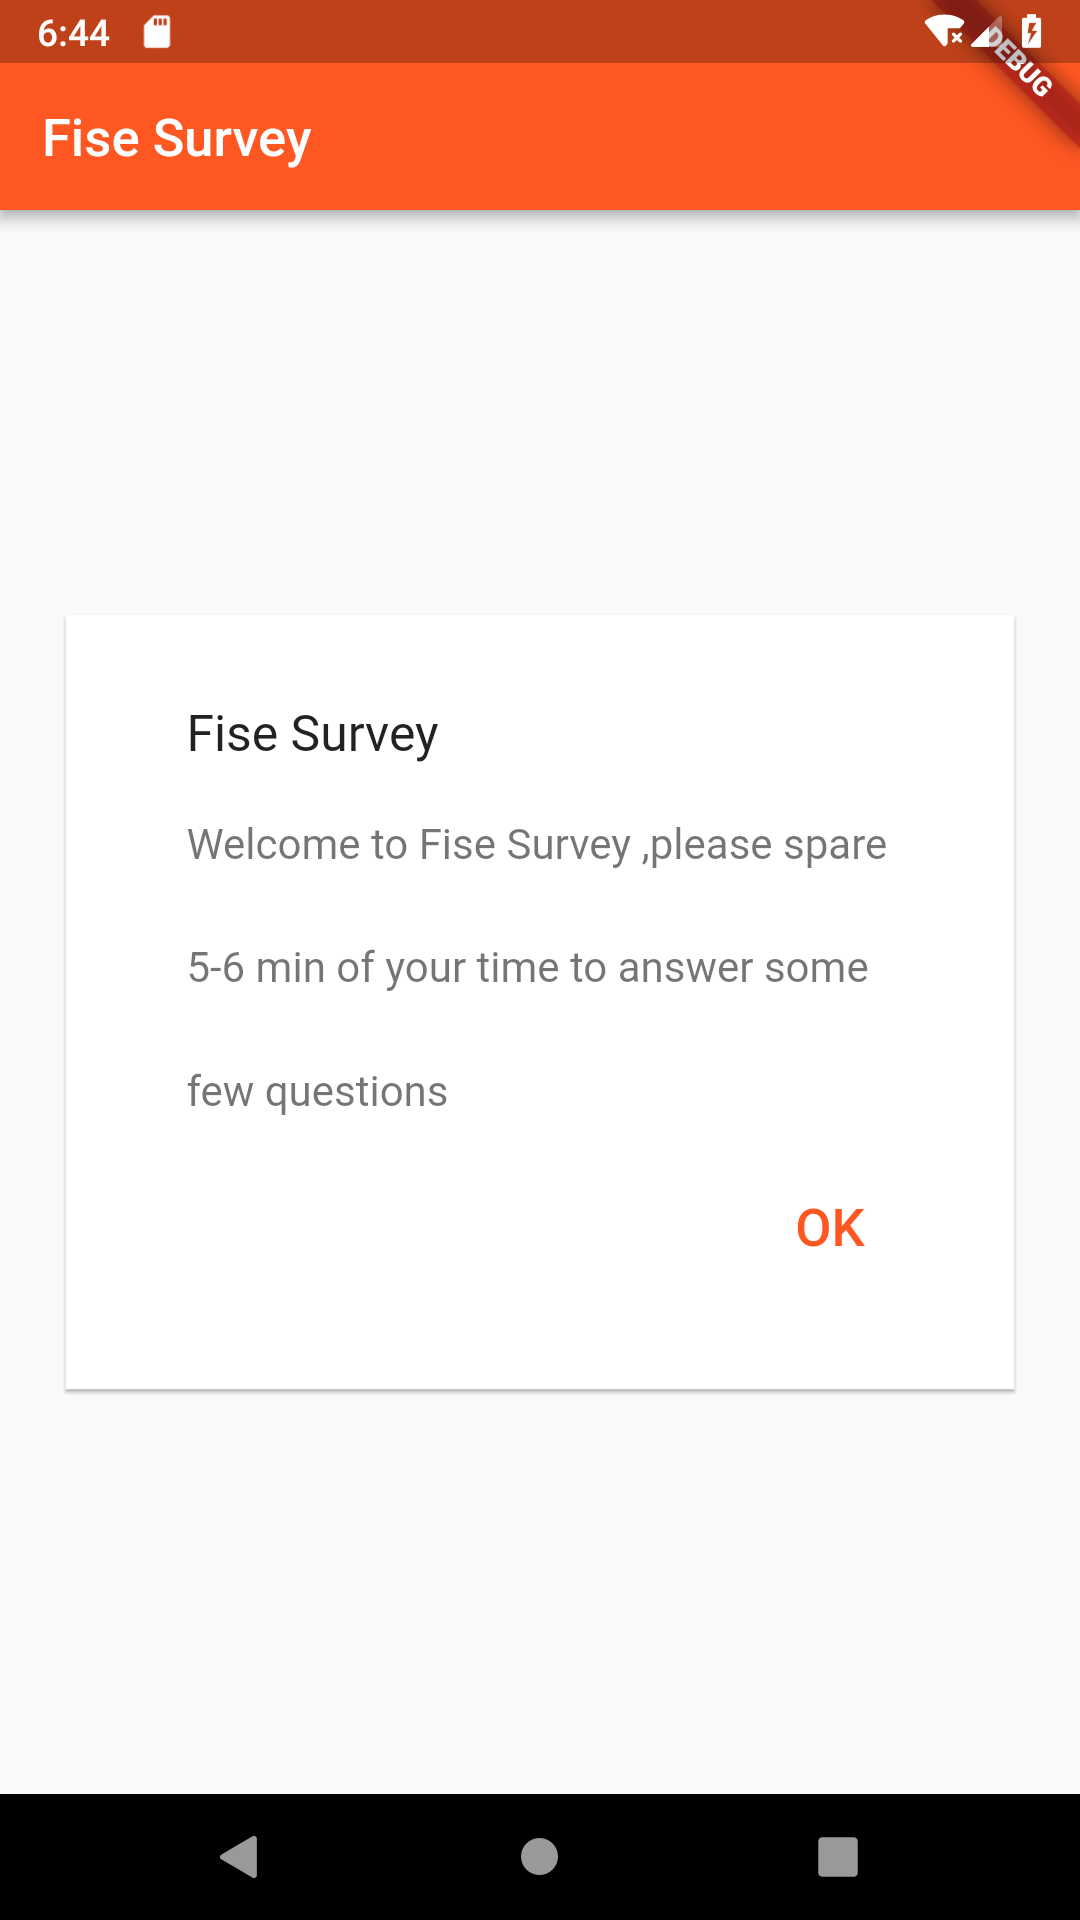 6:44
DEBUG
Fise Survey
Fise Survey
Welcome to Fise Survey ,please spare
5-6 min of your time to answer some
few questions
OK